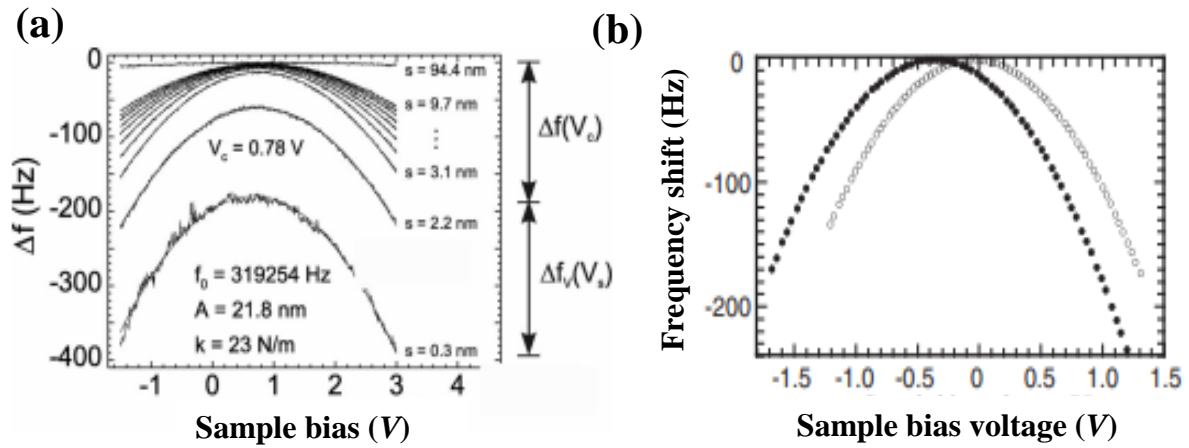 (a)
0
-100
-200
-300
-400
Δf (Hz)
s = 94.4 nm
s = 9.7 nm
⋮
s = 3.1 nm
s = 2.2 nm
s = 0.3 nm
V_c = 0.78 V
f_0 = 319254 Hz
A = 21.8 nm
k = 23 N/m
Δf(V_c)
Δf_v(V_s)
-1 0 1 2 3 4
Sample bias (V)
(b)
Frequency shift (Hz)
0
-100
-200
-1.5 -1.0 -0.5 0.0 0.5 1.0 1.5
Sample bias voltage (V)